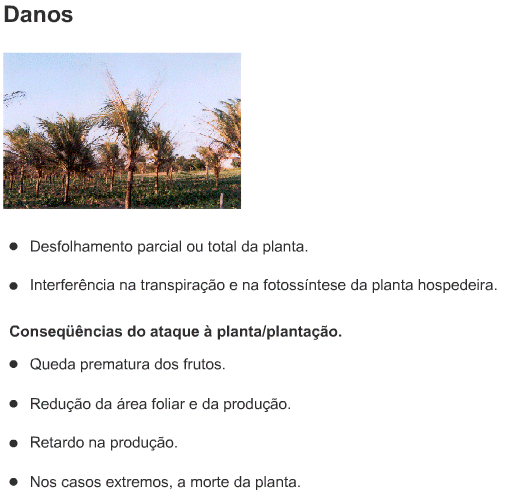 Danos
● Desfolhamento parcial ou total da planta.
● Interferência na transpiração e na fotossíntese da planta hospedeira.
Conseqüências do ataque à planta/plantação.
● Queda prematura dos frutos.
● Redução da área foliar e da produção.
● Retardo na produção.
● Nos casos extremos, a morte da planta.